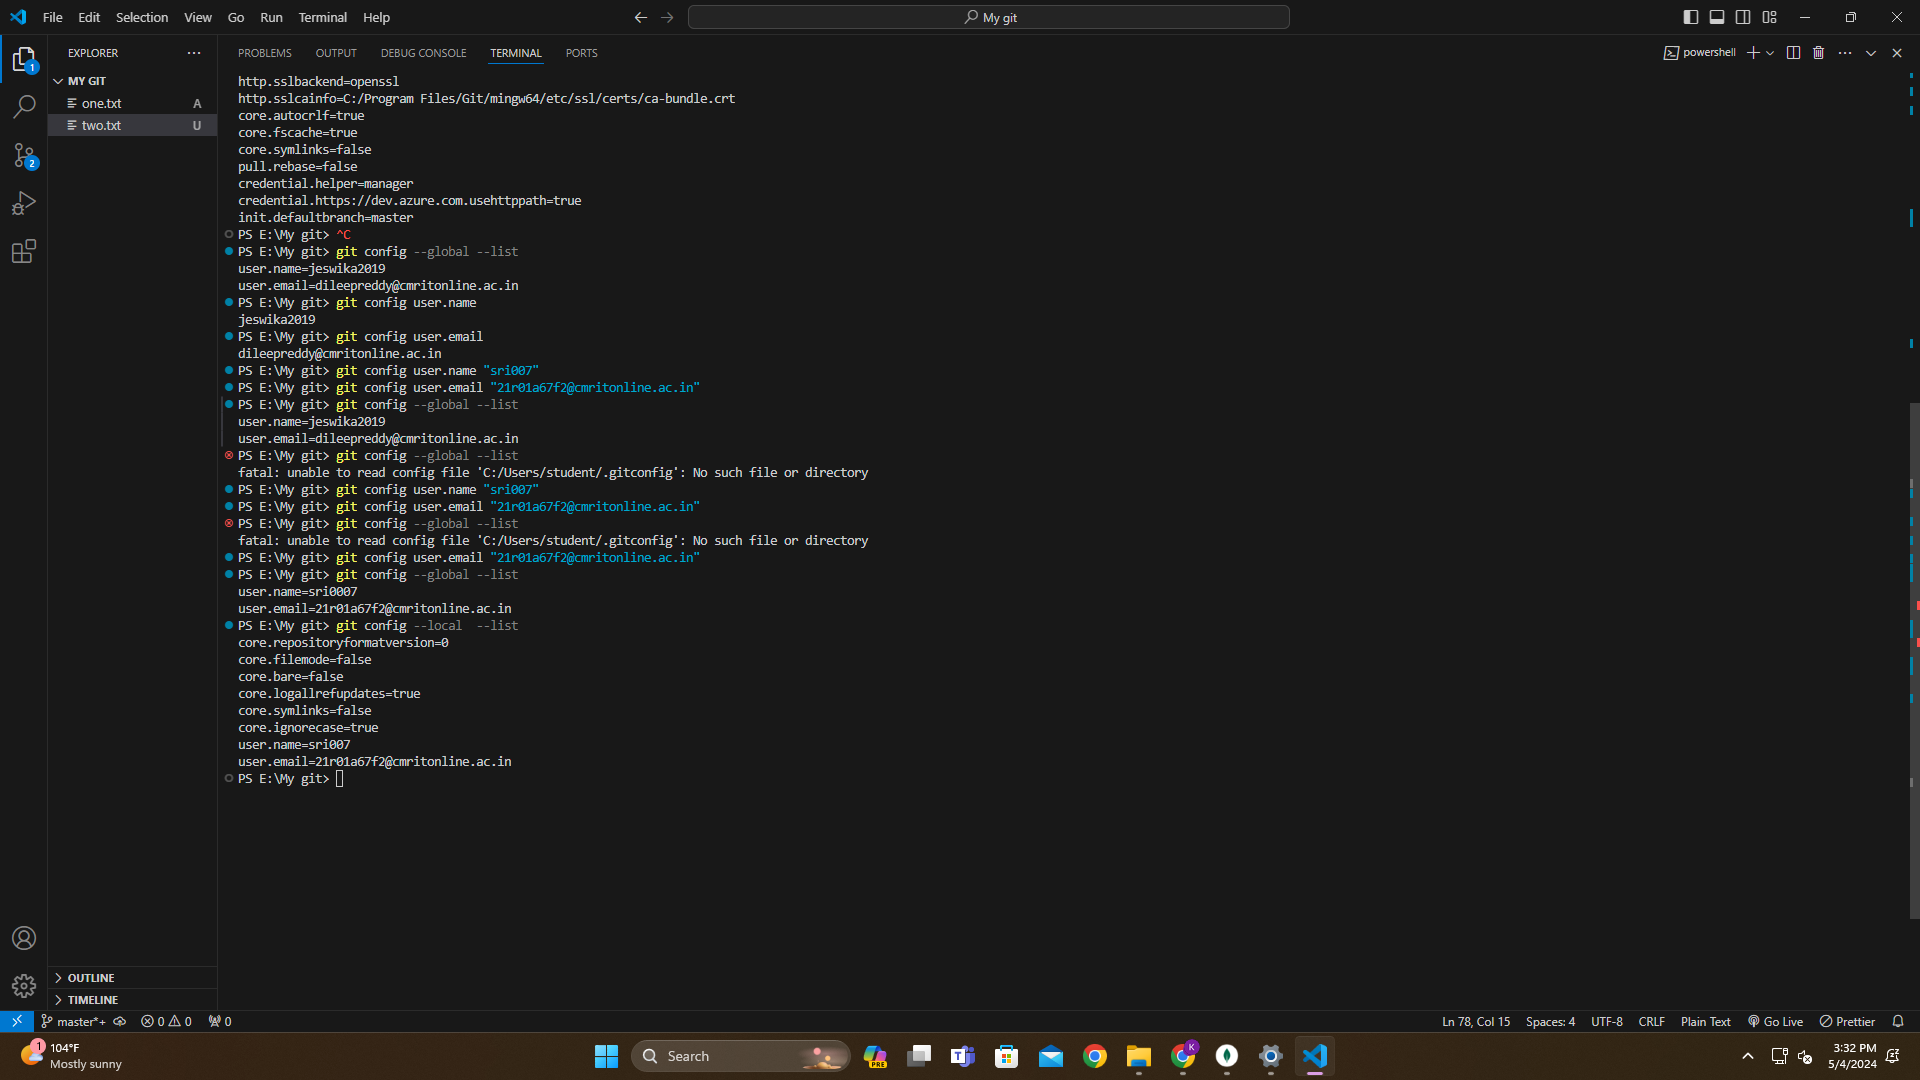 File Edit Selection View Go Run Terminal Help
My git
EXPLORER
MY GIT
one.txt A
two.txt U
OUTLINE
TIMELINE
1
2
PROBLEMS OUTPUT DEBUG CONSOLE TERMINAL PORTS
powershell
http.sslbackend=openssl
http.sslcainfo=C:/Program Files/Git/mingw64/etc/ssl/certs/ca-bundle.crt
core.autocrlf=true
core.fscache=true
core.symlinks=false
pull.rebase=false
credential.helper=manager
credential.https://dev.azure.com.usehttppath=true
init.defaultbranch=master
PS E:\My git> ^C
PS E:\My git> git config --global --list
user.name=jeswika2019
user.email=dileepreddy@cmritonline.ac.in
PS E:\My git> git config user.name
jeswika2019
PS E:\My git> git config user.email
dileepreddy@cmritonline.ac.in
PS E:\My git> git config user.name "sri007"
PS E:\My git> git config user.email "21r01a67f2@cmritonline.ac.in"
PS E:\My git> git config --global --list
user.name=jeswika2019
user.email=dileepreddy@cmritonline.ac.in
PS E:\My git> git config --global --list
fatal: unable to read config file 'C:/Users/student/.gitconfig': No such file or directory
PS E:\My git> git config user.name "sri007"
PS E:\My git> git config user.email "21r01a67f2@cmritonline.ac.in"
PS E:\My git> git config --global --list
fatal: unable to read config file 'C:/Users/student/.gitconfig': No such file or directory
PS E:\My git> git config user.email "21r01a67f2@cmritonline.ac.in"
PS E:\My git> git config --global --list
user.name=sri0007
user.email=21r01a67f2@cmritonline.ac.in
PS E:\My git> git config --local  --list
core.repositoryformatversion=0
core.filemode=false
core.bare=false
core.logallrefupdates=true
core.symlinks=false
core.ignorecase=true
user.name=sri007
user.email=21r01a67f2@cmritonline.ac.in
PS E:\My git>
master*+ 0 0 0
Ln 78, Col 15 Spaces: 4 UTF-8 CRLF Plain Text Go Live Prettier
1
104°F
Mostly sunny
Search
PRE
K
3:32 PM
5/4/2024